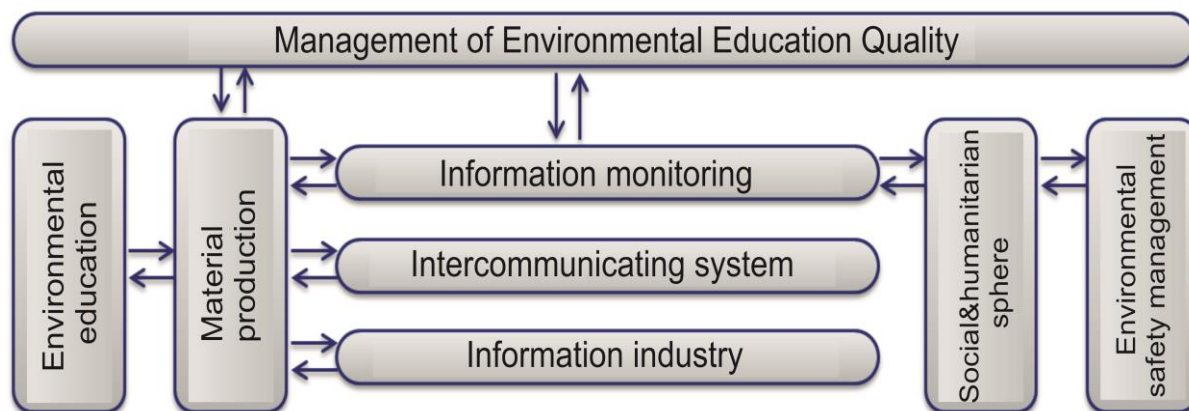 Management of Environmental Education Quality
Environmental
education
Material
production
Information monitoring
Intercommunicating system
Information industry
Social&humanitarian
sphere
Environmental
safety management